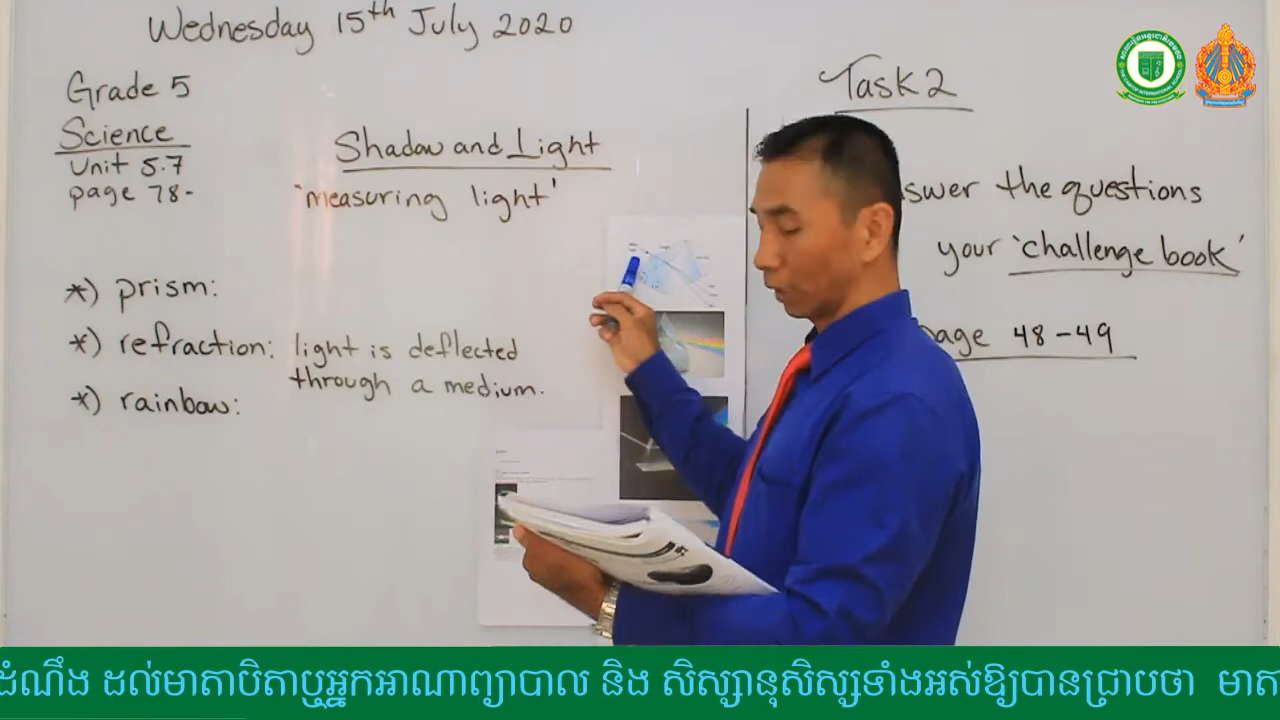 Wednesday 15th July 2020
Grade 5
Science
Unit 5.7
page 78-
Shadow and Light
'measuring light'
*) prism:
*) refraction: light is deflected
through a medium.
*) rainbow:
Task 2
swer the questions
your 'challenge book'
age 48-49
ដំណឹង ដល់មាតាបិតាឬអ្នកអាណាព្យាបាល និង សិស្សានុសិស្សទាំងអស់ឱ្យបានជ្រាបថា មាត